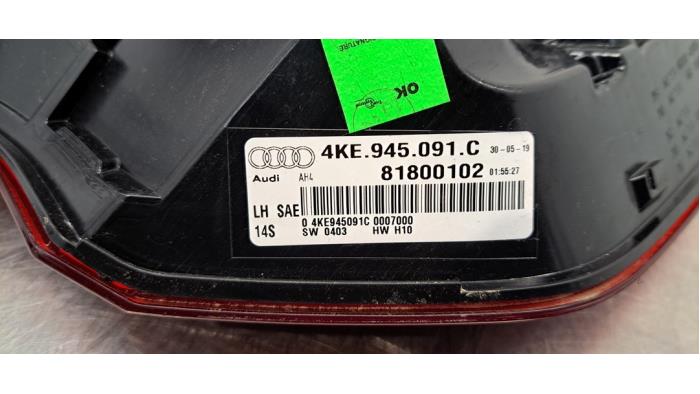 SIGNATURE
OK
4KE.945.091.C 30-05-19
Audi AH4 81800102 01:55:27
LH SAE
14S
0 4KE945091C 0007000
SW 0403 HW H10